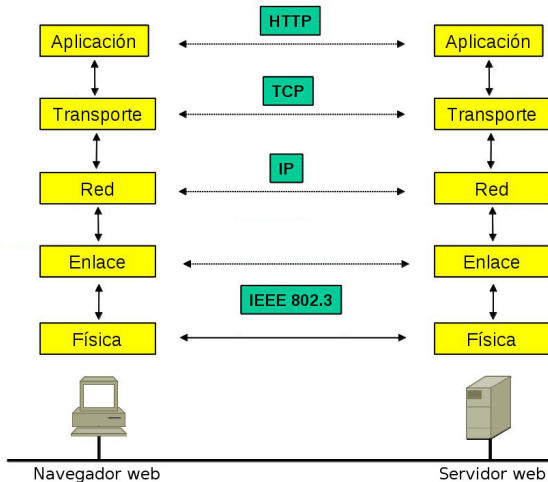 HTTP
Aplicación
Aplicación
TCP
Transporte
Transporte
IP
Red
Red
Enlace
Enlace
IEEE 802.3
Física
Física
Navegador web
Servidor web